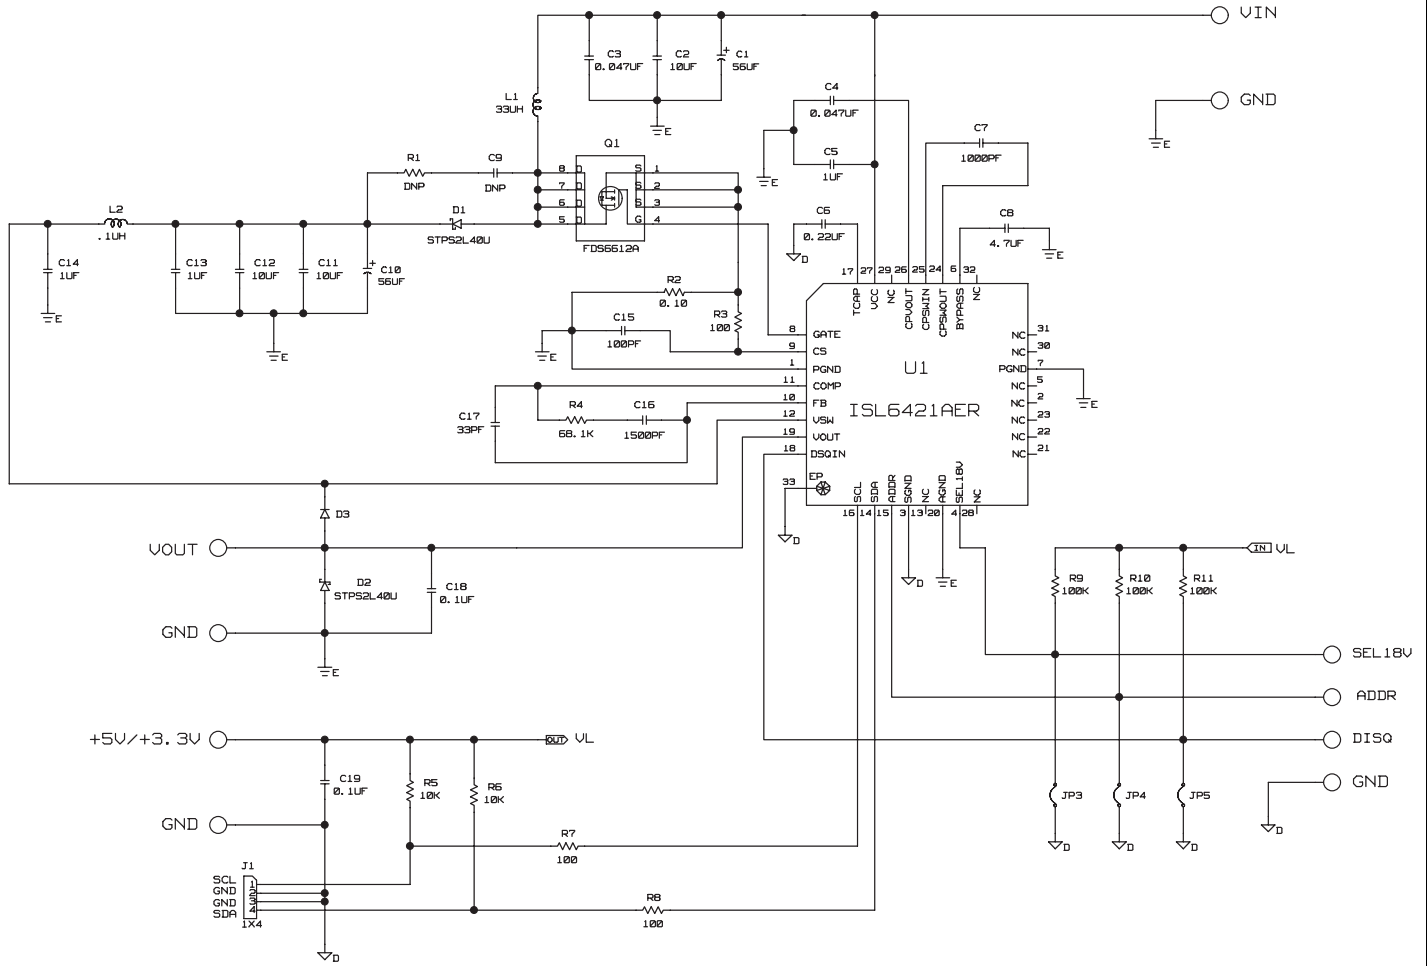 VIN
C3
0.047UF
C2
10UF
+
C1
56UF
GND
E
E
L1
33UH
C4
0.047UF
C5
1UF
E
C7
1000PF
Q1
R1
DNP
C9
DNP
8 D S 1
7 D S 2
6 D S 3
5 D G 4
FDS6612A
L2
.1UH
D1
STPS2L40U
C6
0.22UF
D
C8
4.7UF
E
C14
1UF
E
C13
1UF
C12
10UF
C11
10UF
+
C10
56UF
E
R2
0.10
R3
100
C15
100PF
E
17 27 29 26 25 24 6 32
TCAP
VCC
NC
CPVOUT
CPSWIN
CPSWOUT
BYPASS
NC
8 GATE
9 CS
1 PGND
11 COMP
10 FB
12 VSW
19 VOUT
18 DSQIN
33 EP
D
U1
ISL6421AER
NC 31
NC 30
PGND 7
NC 5
NC 2
NC 23
NC 22
NC 21
E
SCL
SDA
ADDR
SGND
NC
AGND
SEL18V
NC
16 14 15 3 13 20 4 28
D
E
C17
33PF
R4
68.1K
C16
1500PF
D3
VOUT
D2
STPS2L40U
C18
0.1UF
GND
E
IN VL
R9
100K
R10
100K
R11
100K
SEL18V
ADDR
DISQ
GND
D
JP3
JP4
JP5
D
D
D
+5V/+3.3V
OUT VL
C19
0.1UF
R5
10K
R6
10K
GND
R7
100
J1
SCL 1
GND 2
GND 3
SDA 4
1X4
R8
100
D